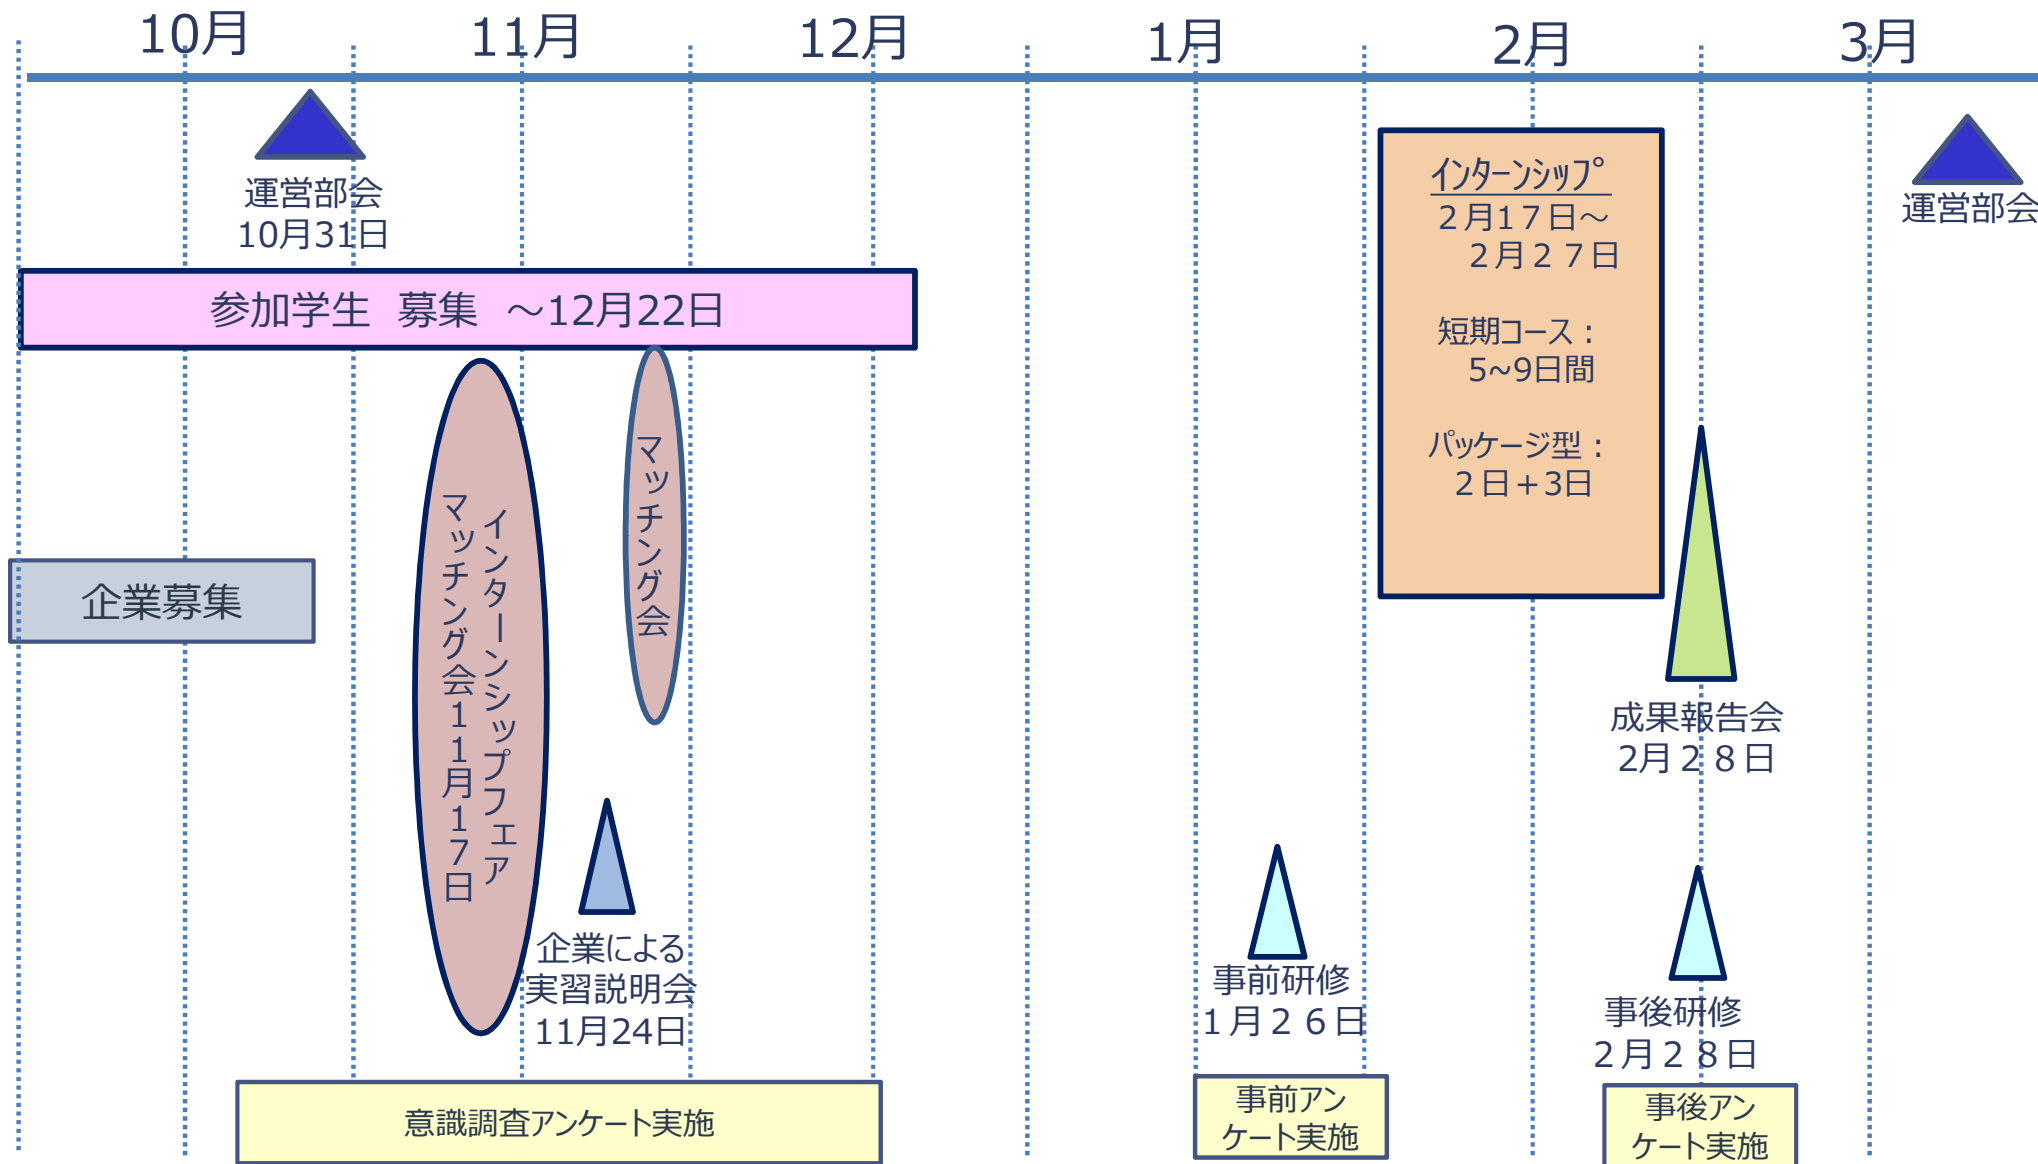 10月
11月
12月
1月
2月
3月
運営部会
10月31日
運営部会
参加学生　募集　～12月22日
インターンシップ
２月1７日～
２月２７日
短期コース：
5~9日間
パッケージ型：
２日＋3日
インターンシップフェア
マッチング会１１月１７日
マッチング会
企業募集
成果報告会
2月２８日
企業による
実習説明会
11月24日
事前研修
１月２６日
事後研修
２月２８日
意識調査アンケート実施
事前アン
ケート実施
事後アン
ケート実施